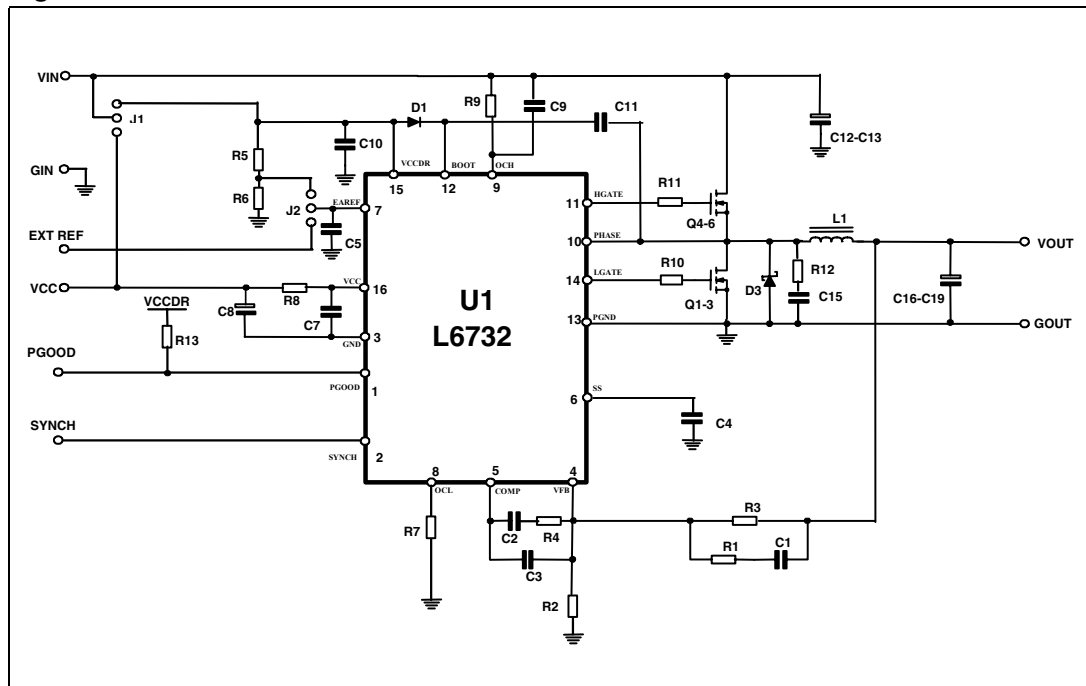 VIN
J1
D1
R9
C9
C11
C12-C13
C10
R5
VCCDR
BOOT
OCH
GIN
R6
15
12
9
J2
EAREF
7
C5
HGATE
11
R11
Q4-6
L1
EXT REF
PHASE
10
VOUT
R12
LGATE
14
R10
D3
C15
C16-C19
VCC
R8
VCC
16
U1
L6732
Q1-3
C8
C7
VCCDR
PGND
13
GOUT
R13
GND
3
PGOOD
PGOOD
1
SS
6
C4
SYNCH
SYNCH
2
8
5
4
OCL
COMP
VFB
R7
C2
R4
C3
R3
R1
C1
R2